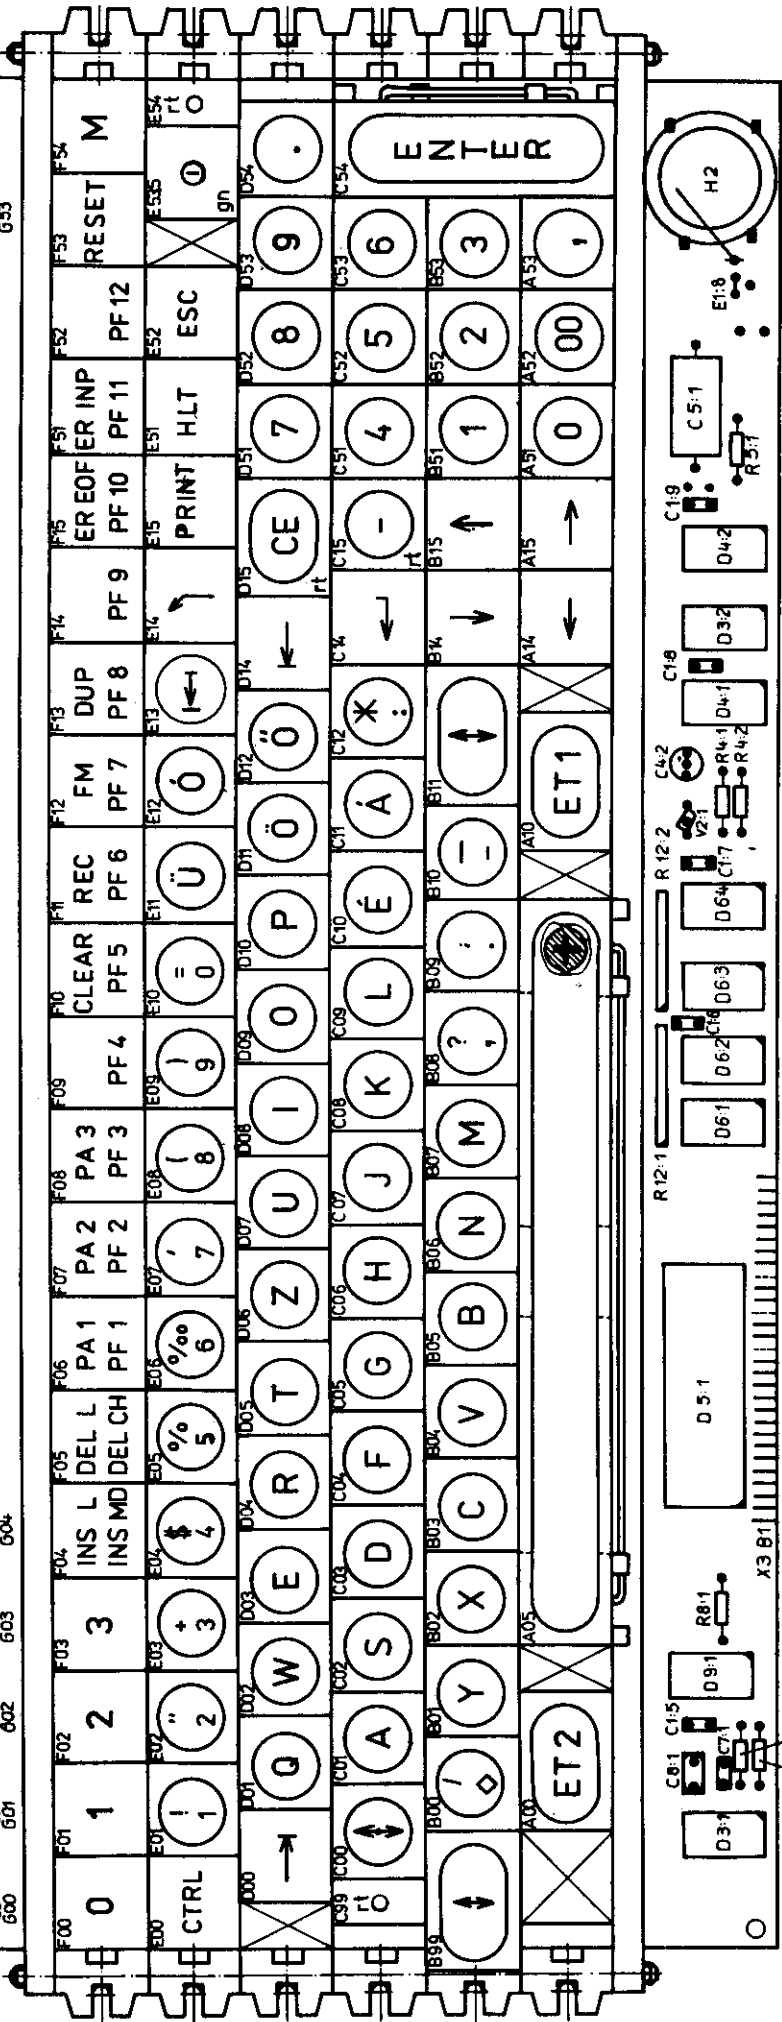 G00 G01 G02 G03 G04 G53
F00 F01 F02 F03 F04 F05 F06 F07 F08 F09 F10 F11 F12 F13 F14 F15 F51 F52 F53 F54
INS L DEL L PA 1 PA 2 PA 3 CLEAR REC FM DUP ER EOF ER INP RESET
0 1 2 3 INS MD DEL CH PF 1 PF 2 PF 3 PF 4 PF 5 PF 6 PF 7 PF 8 PF 9 PF 10 PF 11 PF 12 M
E00 E01 E02 E03 E04 E05 E06 E07 E08 E09 E10 E11 E12 E13 E14 E15 E51 E52 E535 E54
! " + $ % ‰ ' ( ) = rt
CTRL 1 2 3 4 5 6 7 8 9 0 Ü Ó ⇤ PRINT HLT ESC gn
D00 D01 D02 D03 D04 D05 D06 D07 D08 D09 D10 D11 D12 D14 D15 D51 D52 D53 D54
→ Q W E R T Z U I O P Ö Ő ← CE 7 8 9 .
rt
C99 C00 C01 C02 C03 C04 C05 C06 C07 C08 C09 C10 C11 C12 C14 C15 C51 C52 C53 C54
rt ↕ A S D F G H J K L É Á * : ↵ - 4 5 6 ENTER
rt
B99 B00 B01 B02 B03 B04 B05 B06 B07 B08 B09 B10 B11 B14 B15 B51 B52 B53
↕ / ◇ Y X C V B N M ? , : . — _ ↕ ↓ ↑ 1 2 3
A00 A05 A10 A14 A15 A51 A52 A53
ET2 ET1 ← → 0 00 ,
R12:1 R12:2 C4:2 C1:8 C1:9 E1:8
C8:1 C1:5 C1:6 V2:1 C5:1 H2
D3:1 C7:1 D9:1 R8:1 D5:1 D6:1 D6:2 D6:3 D6:4 C1:7 R4:1 R4:2 D4:1 D3:2 D4:2 R5:1
X3 B1